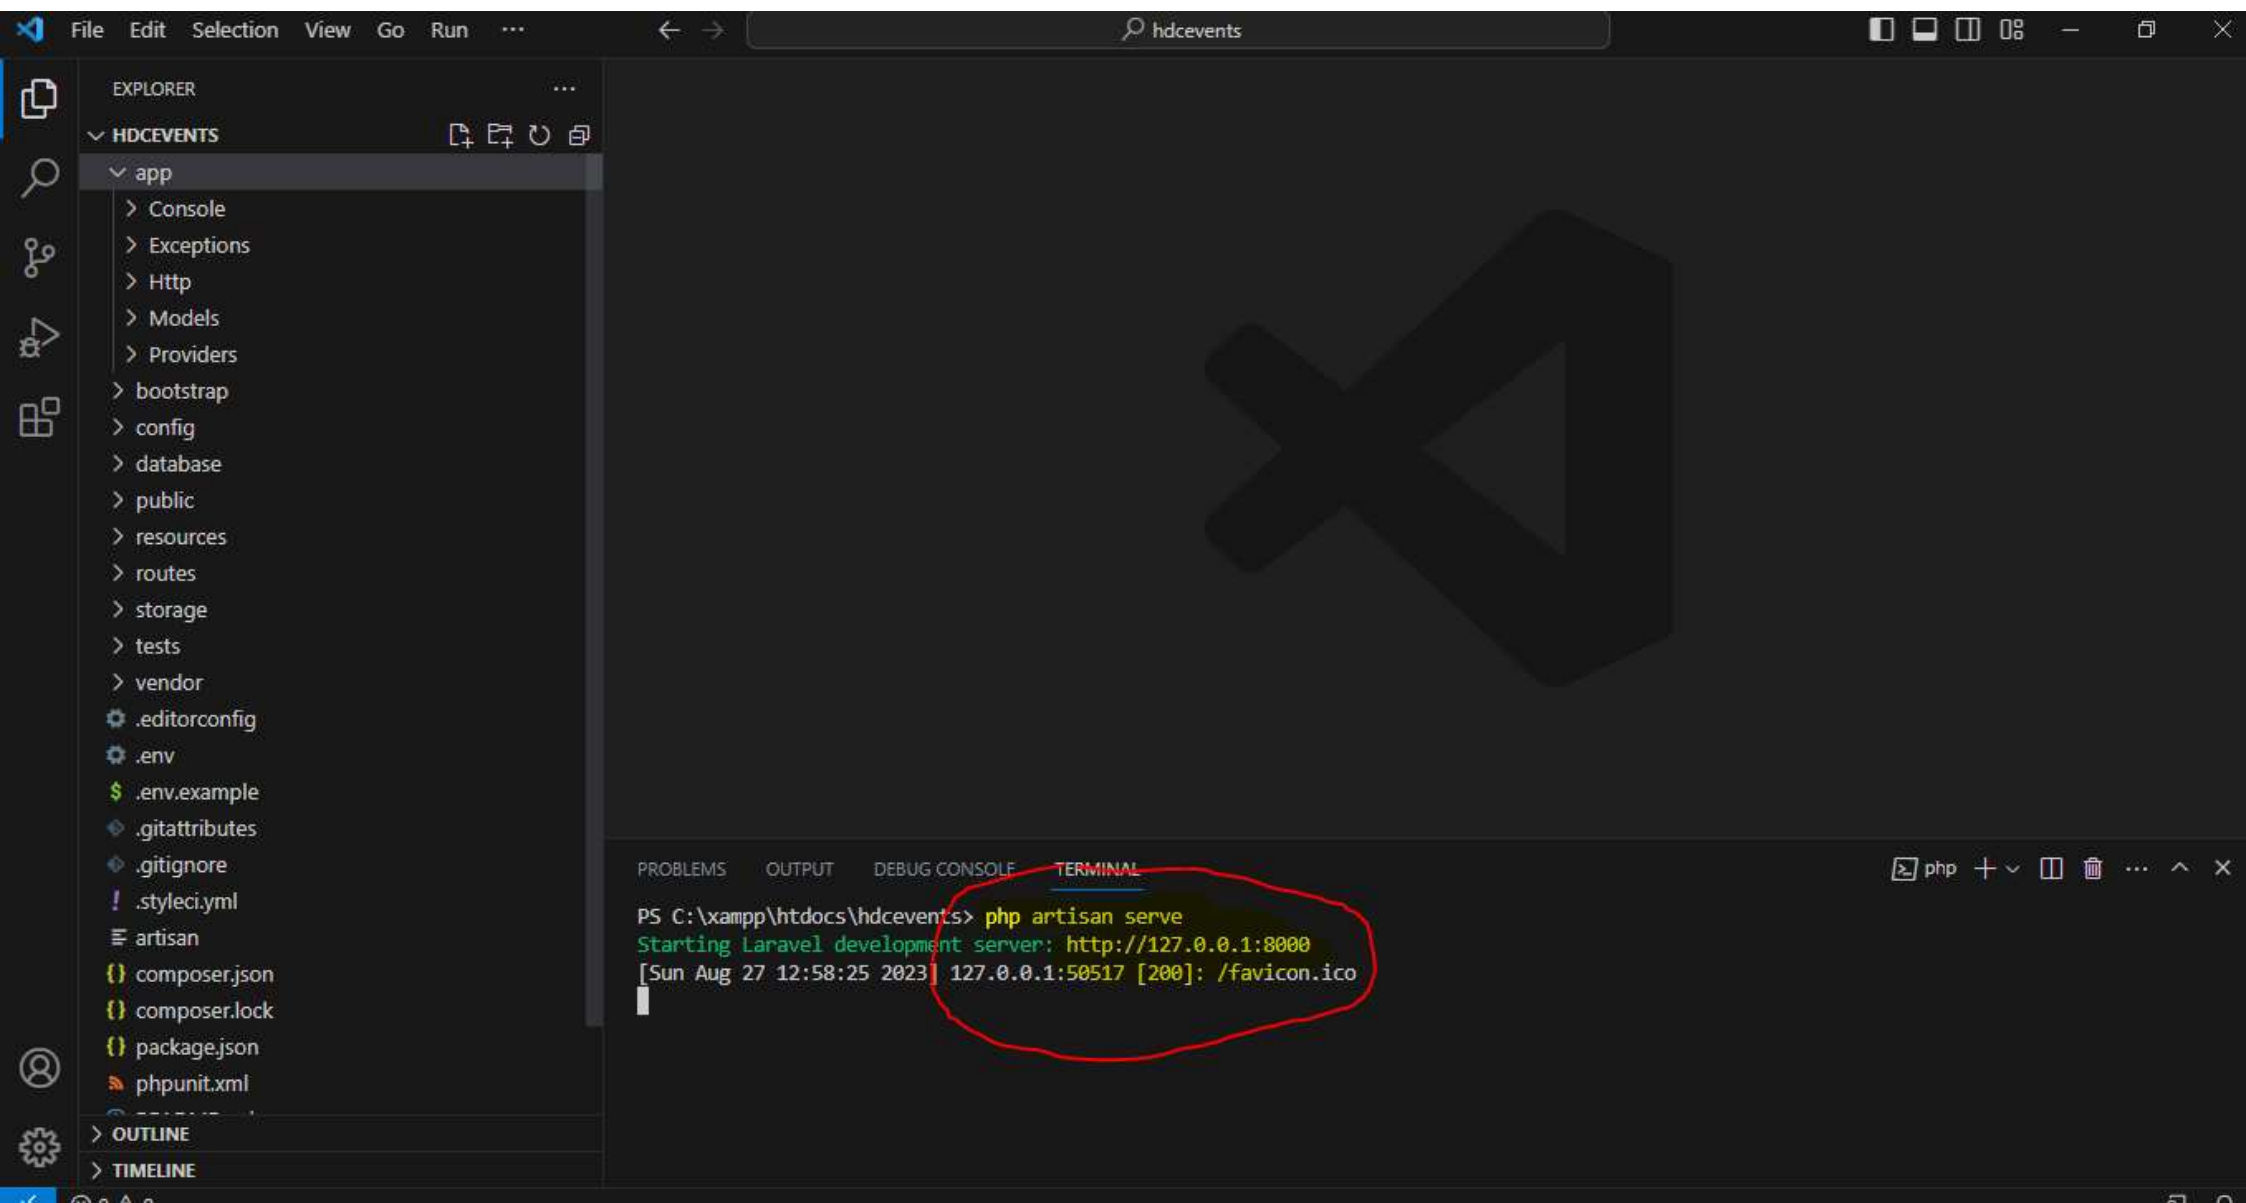 File Edit Selection View Go Run ···
hdcevents
EXPLORER
HDCEVENTS
app
Console
Exceptions
Http
Models
Providers
bootstrap
config
database
public
resources
routes
storage
tests
vendor
.editorconfig
.env
.env.example
.gitattributes
.gitignore
.styleci.yml
artisan
composer.json
composer.lock
package.json
phpunit.xml
OUTLINE
TIMELINE
PROBLEMS OUTPUT DEBUG CONSOLE TERMINAL
php
PS C:\xampp\htdocs\hdcevents> php artisan serve
Starting Laravel development server: http://127.0.0.1:8000
[Sun Aug 27 12:58:25 2023] 127.0.0.1:50517 [200]: /favicon.ico